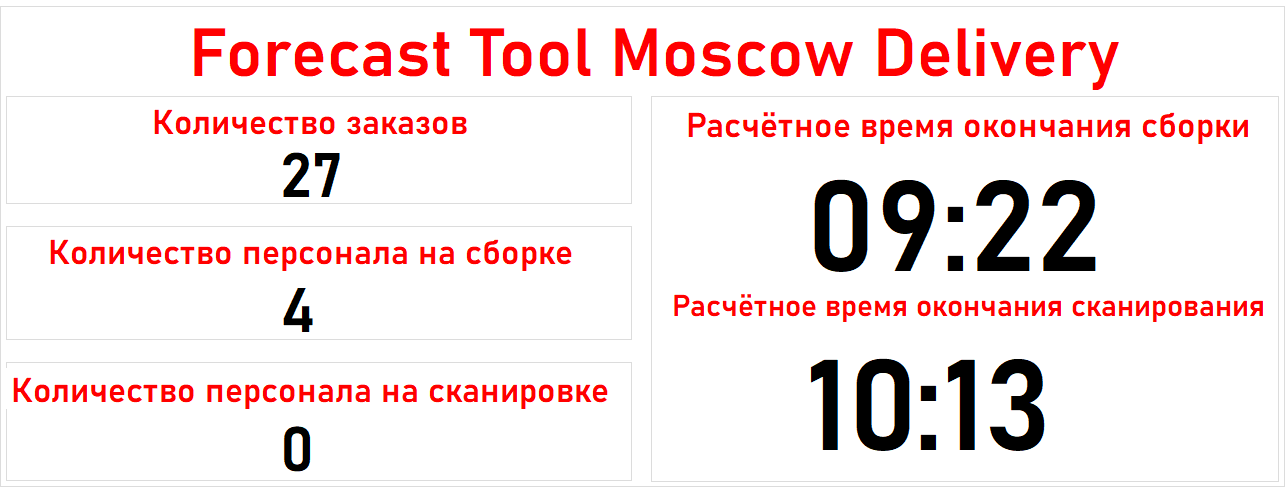 Forecast Tool Moscow Delivery
Количество заказов
27
Количество персонала на сборке
4
Количество персонала на сканировке
0
Расчётное время окончания сборки
09:22
Расчётное время окончания сканирования
10:13